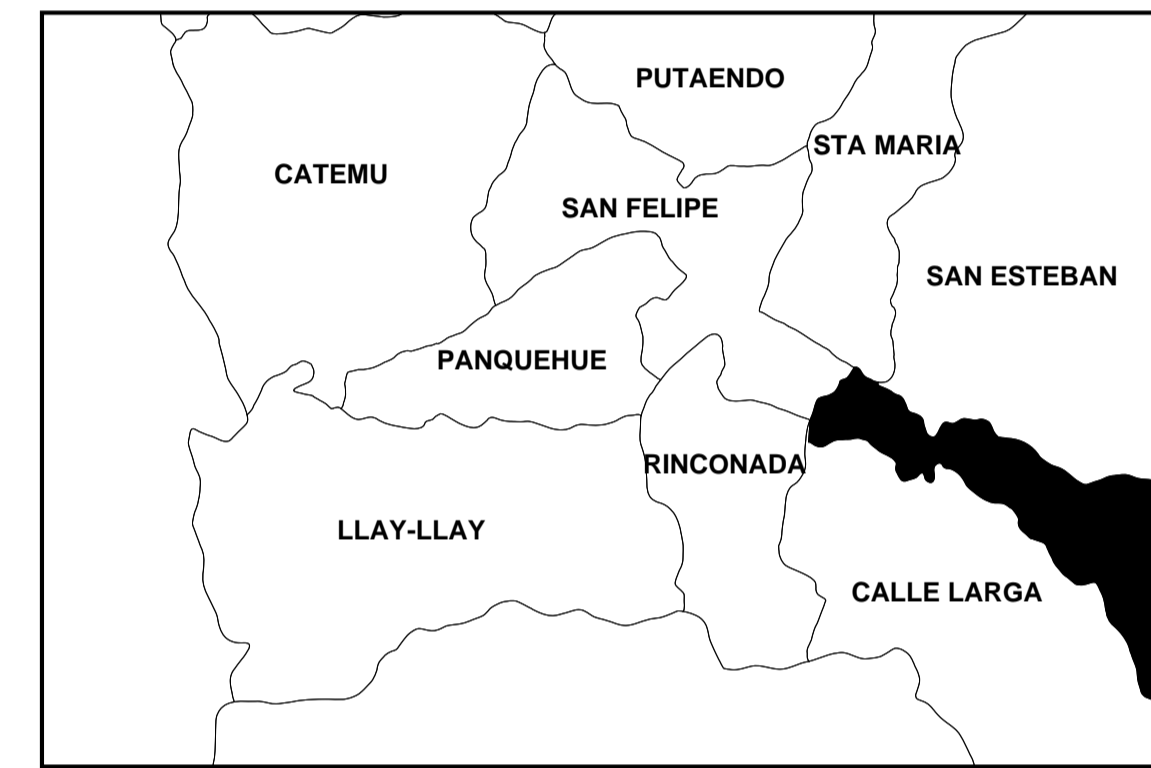 PUTAENDO
STA MARIA
CATEMU
SAN FELIPE
SAN ESTEBAN
PANQUEHUE
RINCONADA
LLAY-LLAY
CALLE LARGA